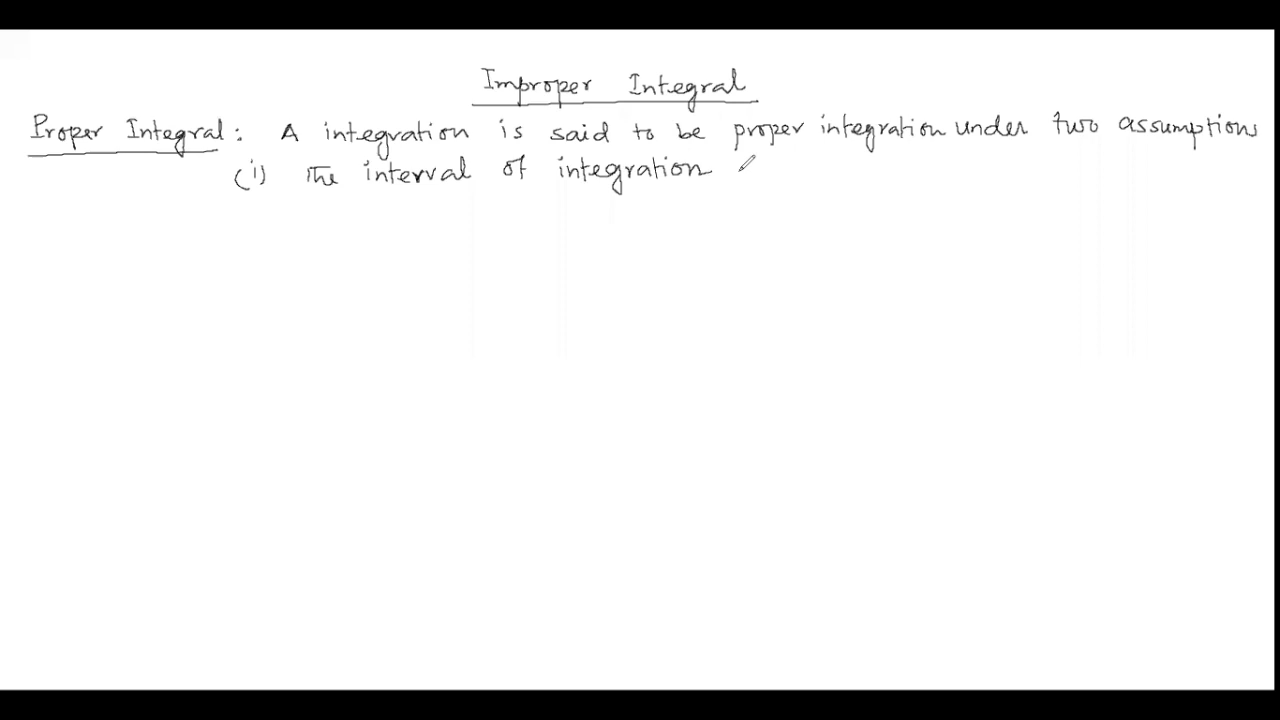 Improper Integral
Proper Integral: A integration is said to be proper integration under two assumptions
(i) The interval of integration